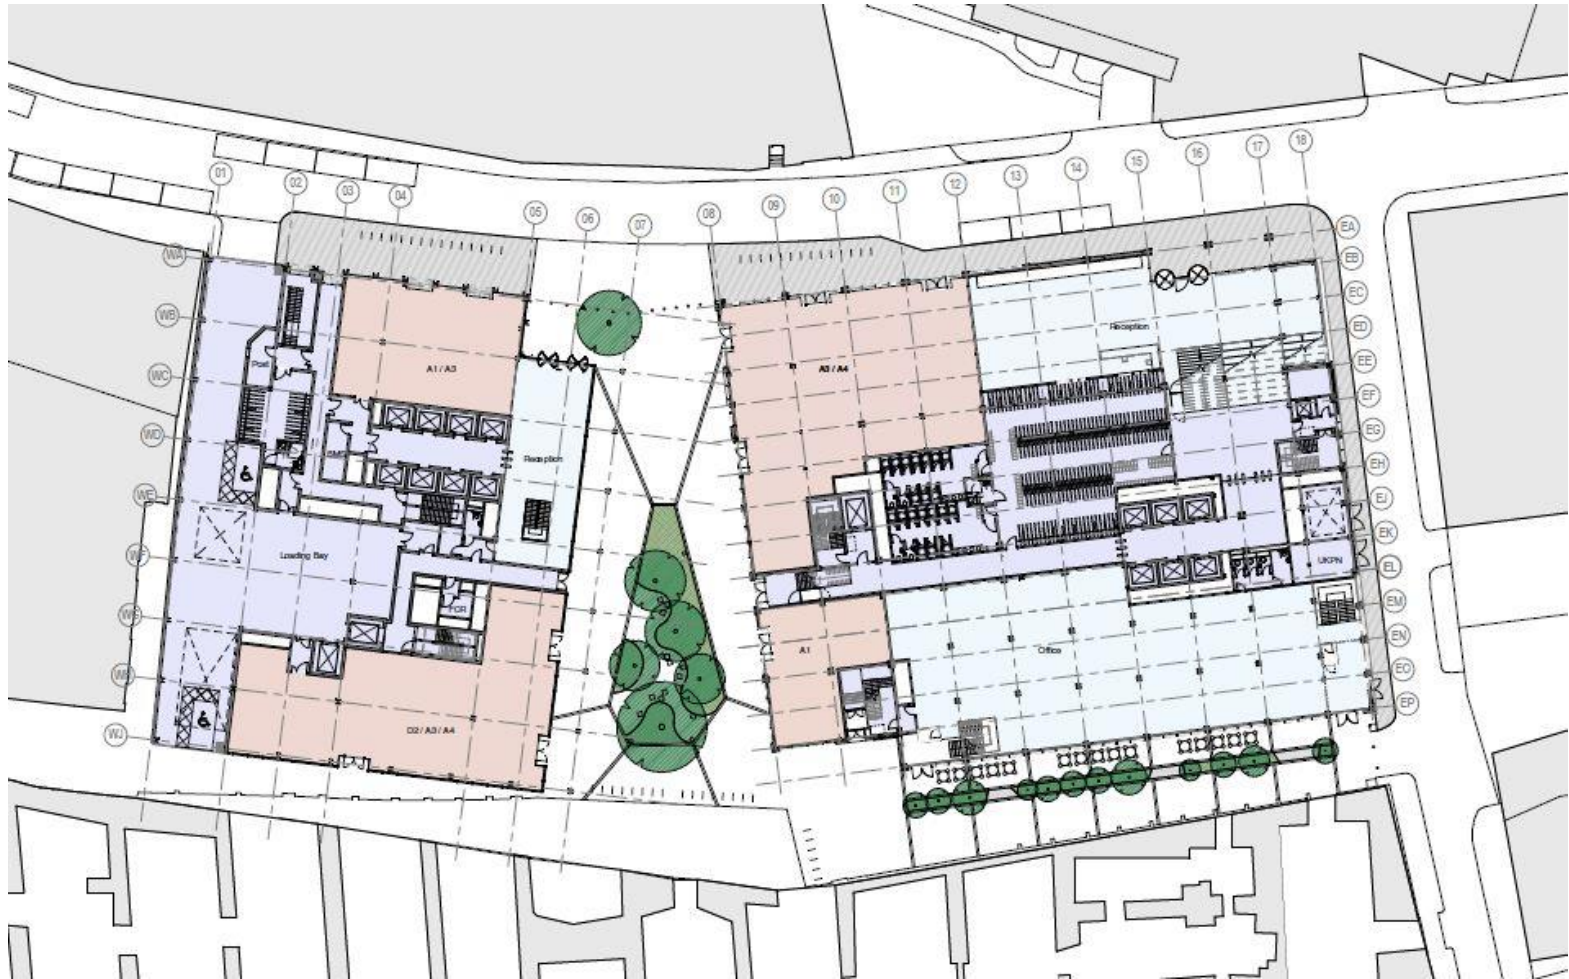 01
02
03
04
05
06
07
08
09
10
11
12
13
14
15
16
17
18
WA
WB
WC
WD
WE
WF
WG
WH
WJ
EA
EB
EC
ED
EE
EF
EG
EH
EJ
EK
EL
EM
EN
EO
EP
A1 / A3
Reception
Loading Bay
FCR
D2 / A3 / A4
A3 / A4
Reception
UKPN
A1
Office